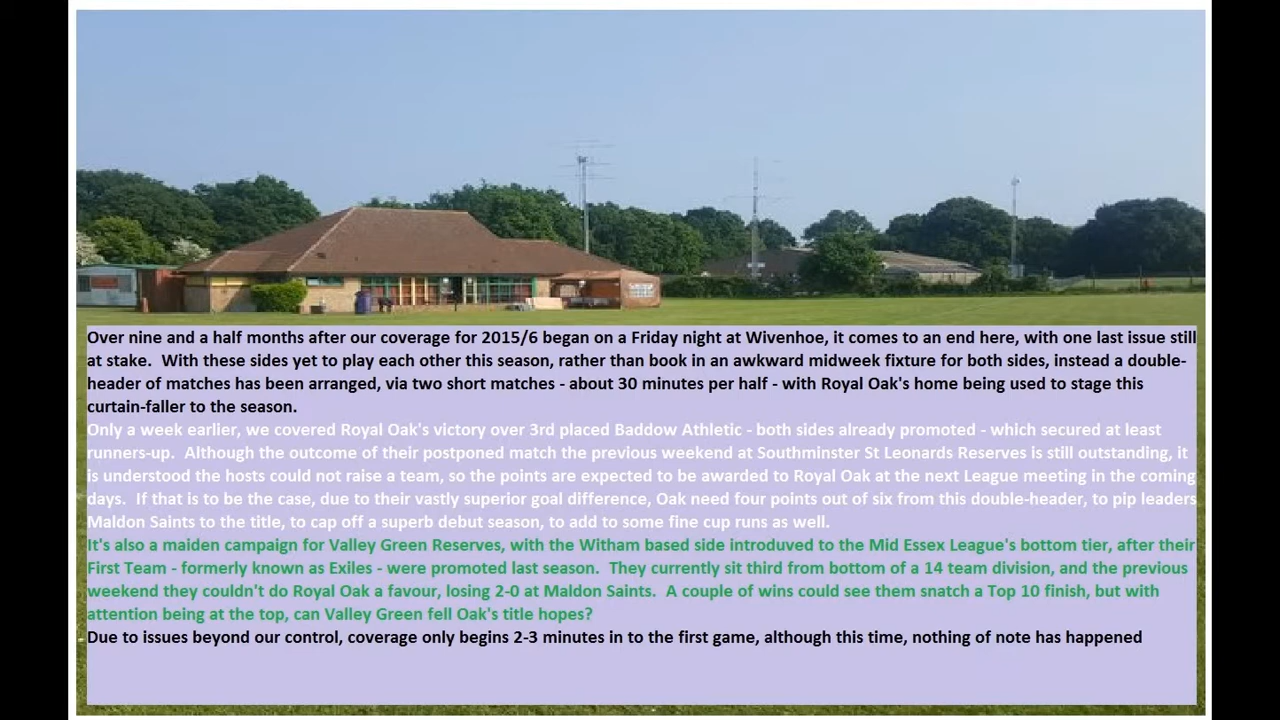 Over nine and a half months after our coverage for 2015/6 began on a Friday night at Wivenhoe, it comes to an end here, with one last issue still
at stake.  With these sides yet to play each other this season, rather than book in an awkward midweek fixture for both sides, instead a double-
header of matches has been arranged, via two short matches - about 30 minutes per half - with Royal Oak's home being used to stage this
curtain-faller to the season.
Only a week earlier, we covered Royal Oak's victory over 3rd placed Baddow Athletic - both sides already promoted - which secured at least
runners-up.  Although the outcome of their postponed match the previous weekend at Southminster St Leonards Reserves is still outstanding, it
is understood the hosts could not raise a team, so the points are expected to be awarded to Royal Oak at the next League meeting in the coming
days.  If that is to be the case, due to their vastly superior goal difference, Oak need four points out of six from this double-header, to pip leaders
Maldon Saints to the title, to cap off a superb debut season, to add to some fine cup runs as well.
It's also a maiden campaign for Valley Green Reserves, with the Witham based side introduved to the Mid Essex League's bottom tier, after their
First Team - formerly known as Exiles - were promoted last season.  They currently sit third from bottom of a 14 team division, and the previous
weekend they couldn't do Royal Oak a favour, losing 2-0 at Maldon Saints.  A couple of wins could see them snatch a Top 10 finish, but with
attention being at the top, can Valley Green fell Oak's title hopes?
Due to issues beyond our control, coverage only begins 2-3 minutes in to the first game, although this time, nothing of note has happened